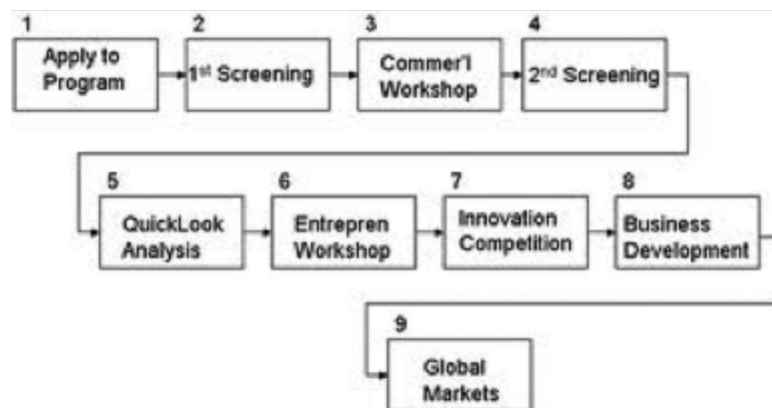 1
Apply to
Program
2
1st Screening
3
Commer'l
Workshop
4
2nd Screening
5
QuickLook
Analysis
6
Entrepren
Workshop
7
Innovation
Competition
8
Business
Development
9
Global
Markets